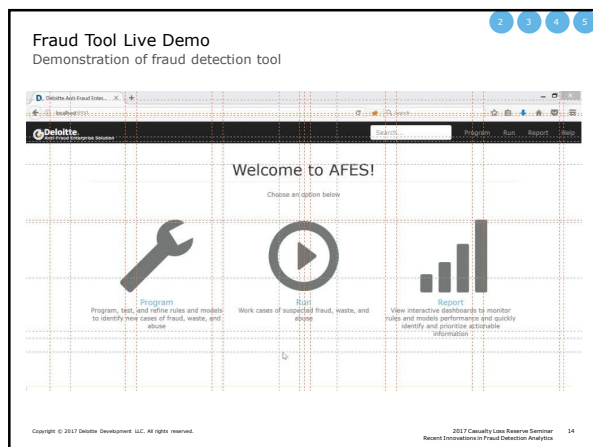 2 3 4 5
Fraud Tool Live Demo
Demonstration of fraud detection tool
Deloitte Anti-Fraud Enter...
localhost
Search
Deloitte.
Anti-Fraud Enterprise Solution
Search...
Program Run Report Help
Welcome to AFES!
Choose an option below
Program
Program, test, and refine rules and models
to identify new cases of fraud, waste, and
abuse
Run
Work cases of suspected fraud, waste, and
abuse
Report
View interactive dashboards to monitor
rules and models performance and quickly
identify and prioritize actionable
information
Copyright © 2017 Deloitte Development LLC. All rights reserved.
2017 Casualty Loss Reserve Seminar 14
Recent Innovations in Fraud Detection Analytics